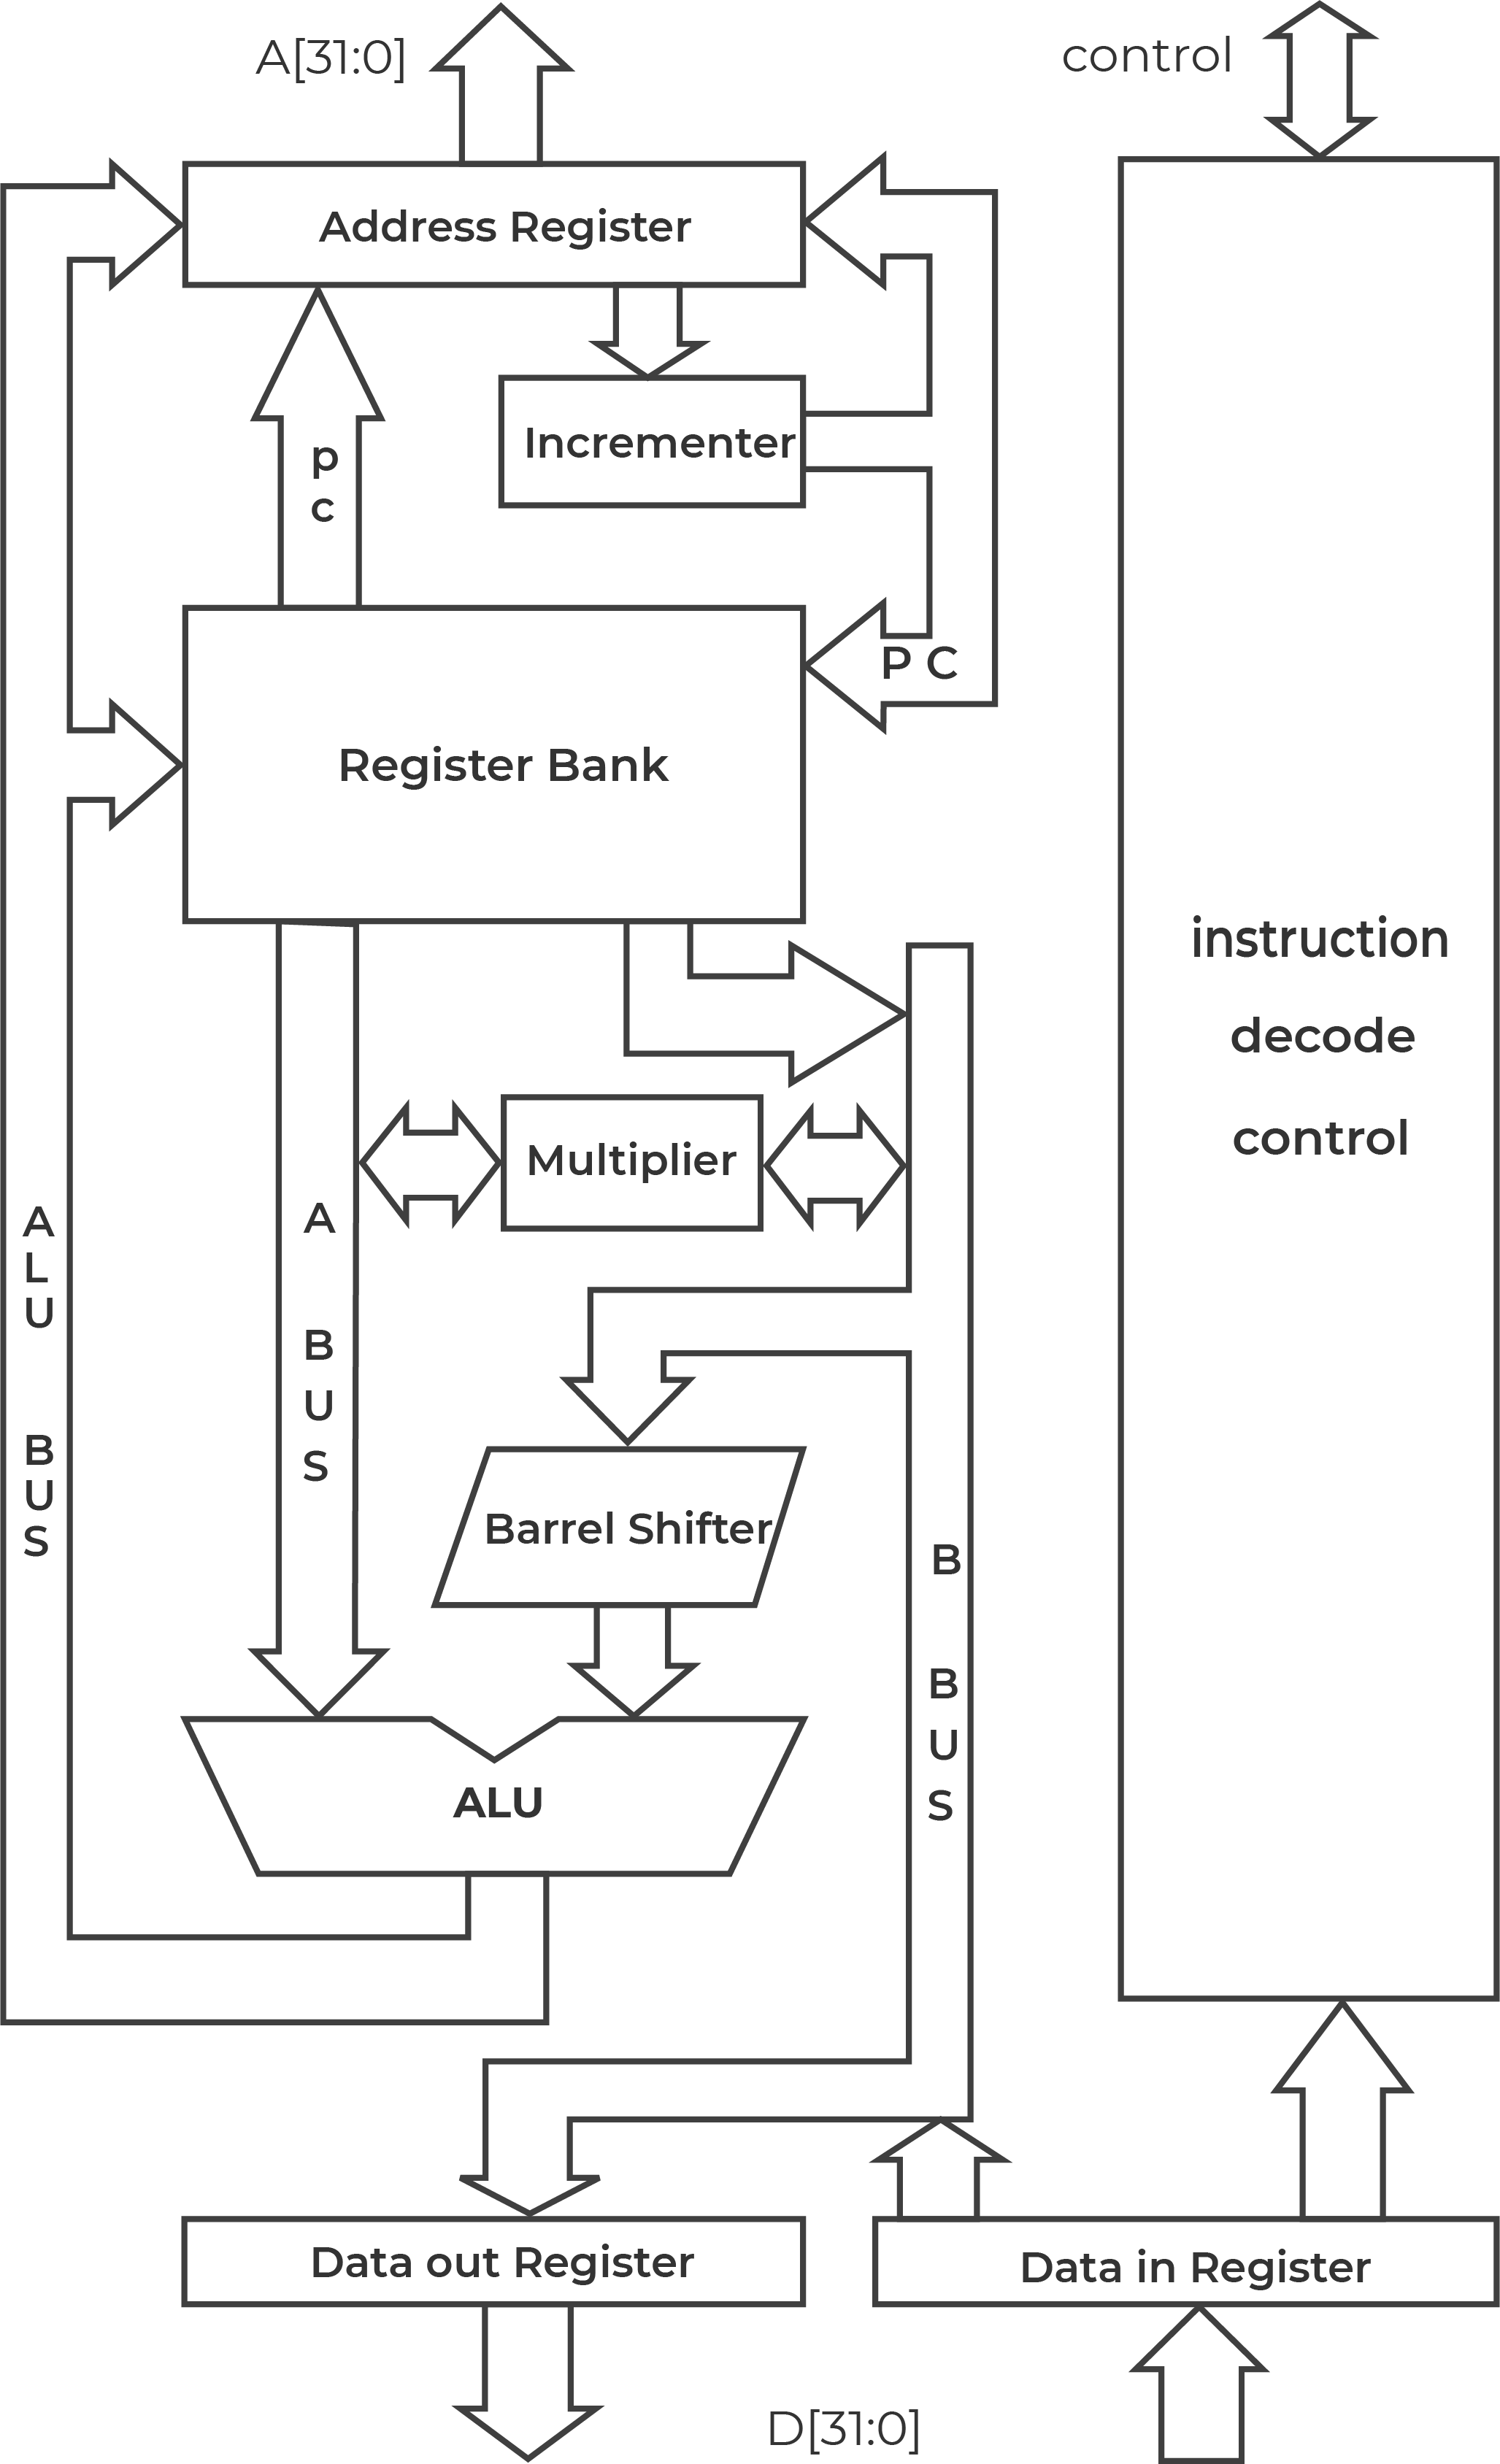 A[31:0]
control
Address Register
Incrementer
p
c
P C
Register Bank
instruction
decode
control
Multiplier
A
L
U
B
U
S
A
B
U
S
Barrel Shifter
B
B
U
S
ALU
Data out Register
Data in Register
D[31:0]